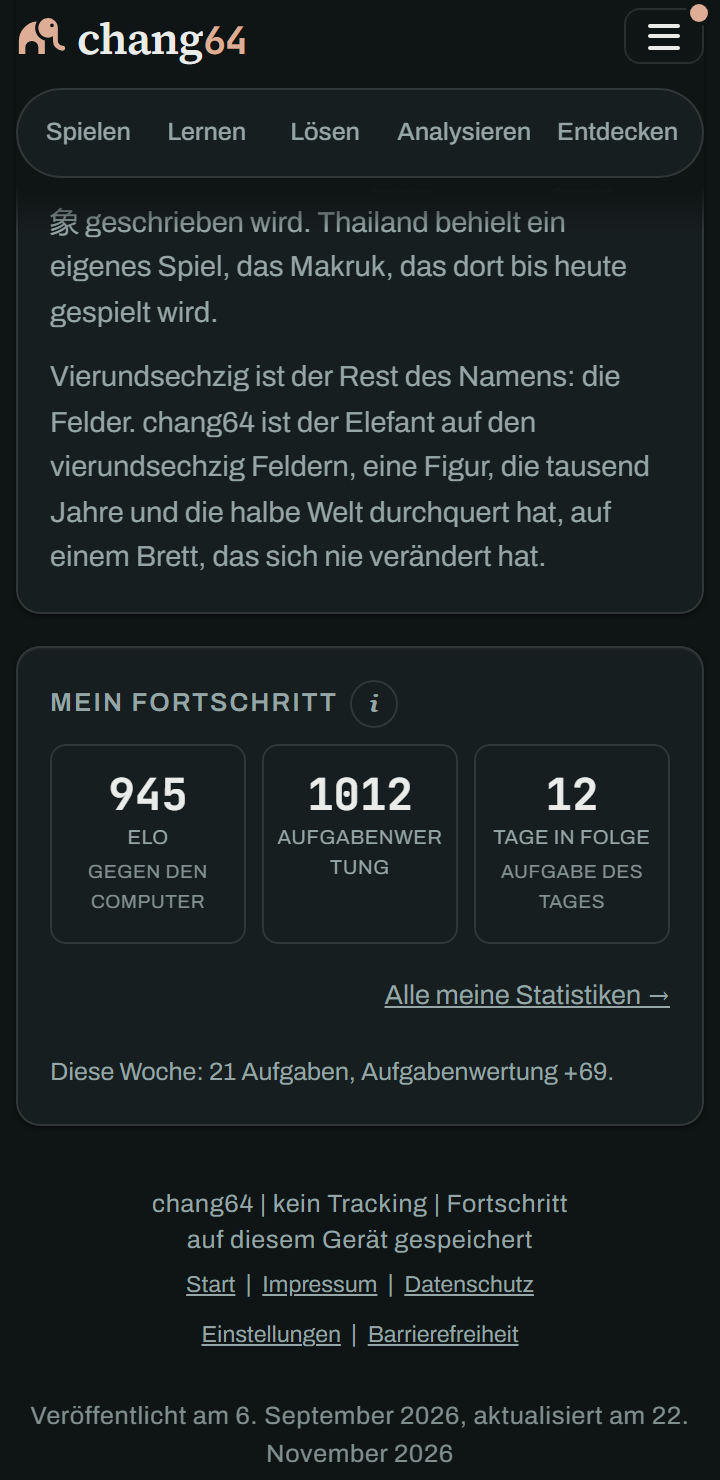 chang64
Spielen Lernen Lösen Analysieren Entdecken
象 geschrieben wird. Thailand behielt ein
eigenes Spiel, das Makruk, das dort bis heute
gespielt wird.
Vierundsechzig ist der Rest des Namens: die
Felder. chang64 ist der Elefant auf den
vierundsechzig Feldern, eine Figur, die tausend
Jahre und die halbe Welt durchquert hat, auf
einem Brett, das sich nie verändert hat.
MEIN FORTSCHRITT i
945
ELO
GEGEN DEN
COMPUTER
1012
AUFGABENWER
TUNG
12
TAGE IN FOLGE
AUFGABE DES
TAGES
Alle meine Statistiken →
Diese Woche: 21 Aufgaben, Aufgabenwertung +69.
chang64 | kein Tracking | Fortschritt
auf diesem Gerät gespeichert
Start | Impressum | Datenschutz
Einstellungen | Barrierefreiheit
Veröffentlicht am 6. September 2026, aktualisiert am 22.
November 2026